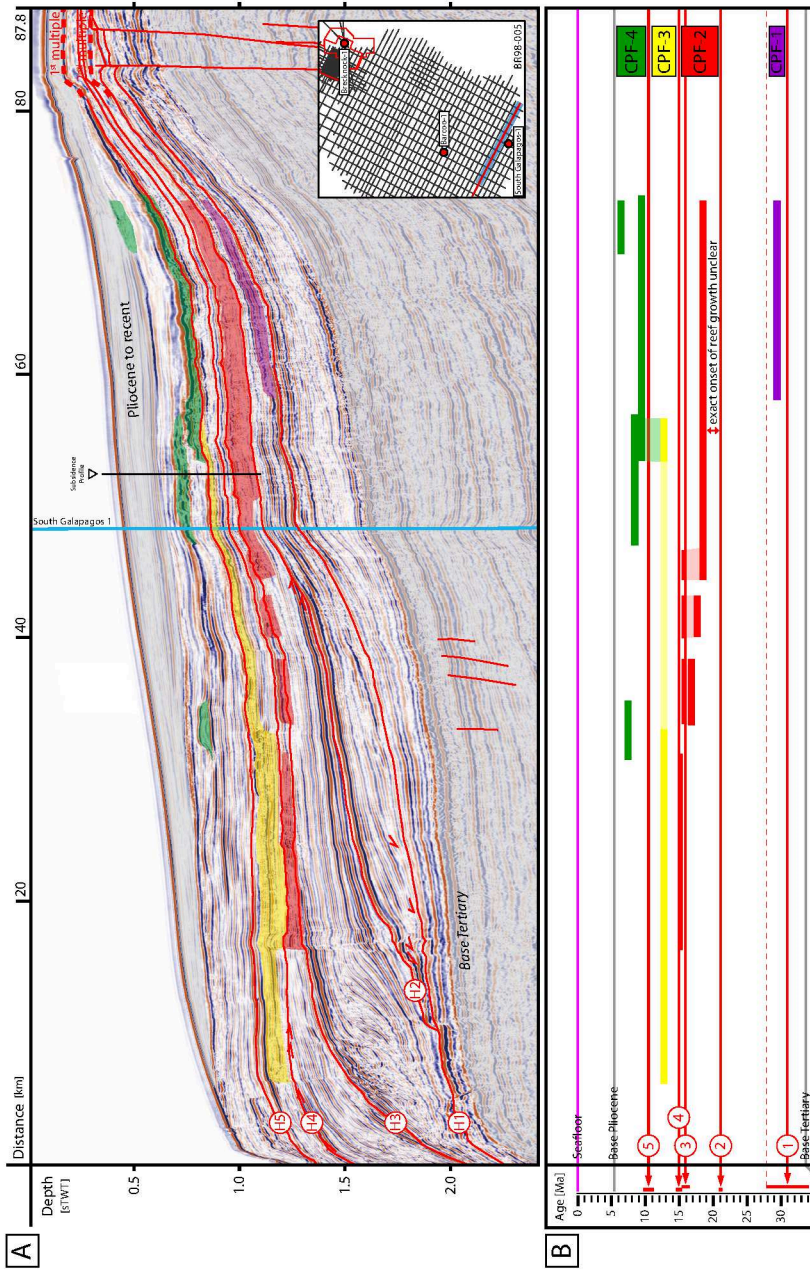 A
Distance [km]
120
140
60
80
87.8
Depth
[sTWT]
0.5
1.0
1.5
2.0
1st multiple
multiple
Pliocene to recent
Subsidence
Profile
South Galapagos 1
Base Tertiary
H5
H4
H3
H2
H1
BR98-005
Brecknock-1
Barcoo-1
South Galapagos-1
B
Age [Ma]
0
5
10
15
20
25
30
Seafloor
Base Pliocene
Base Tertiary
5
4
3
2
1
exact onset of reef growth unclear
CPF-4
CPF-3
CPF-2
CPF-1